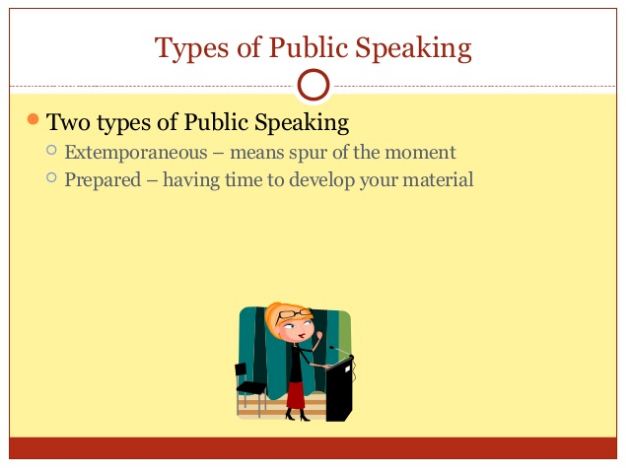 Types of Public Speaking
Two types of Public Speaking
Extemporaneous – means spur of the moment
Prepared – having time to develop your material